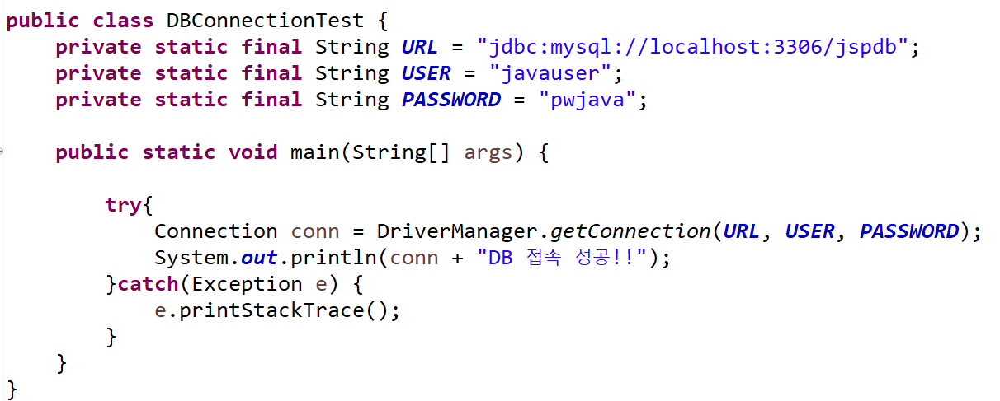 public class DBConnectionTest {
    private static final String URL = "jdbc:mysql://localhost:3306/jspdb";
    private static final String USER = "javauser";
    private static final String PASSWORD = "pwjava";
    public static void main(String[] args) {
        try{
            Connection conn = DriverManager.getConnection(URL, USER, PASSWORD);
            System.out.println(conn + "DB 접속 성공!!");
        }catch(Exception e) {
            e.printStackTrace();
        }
    }
}